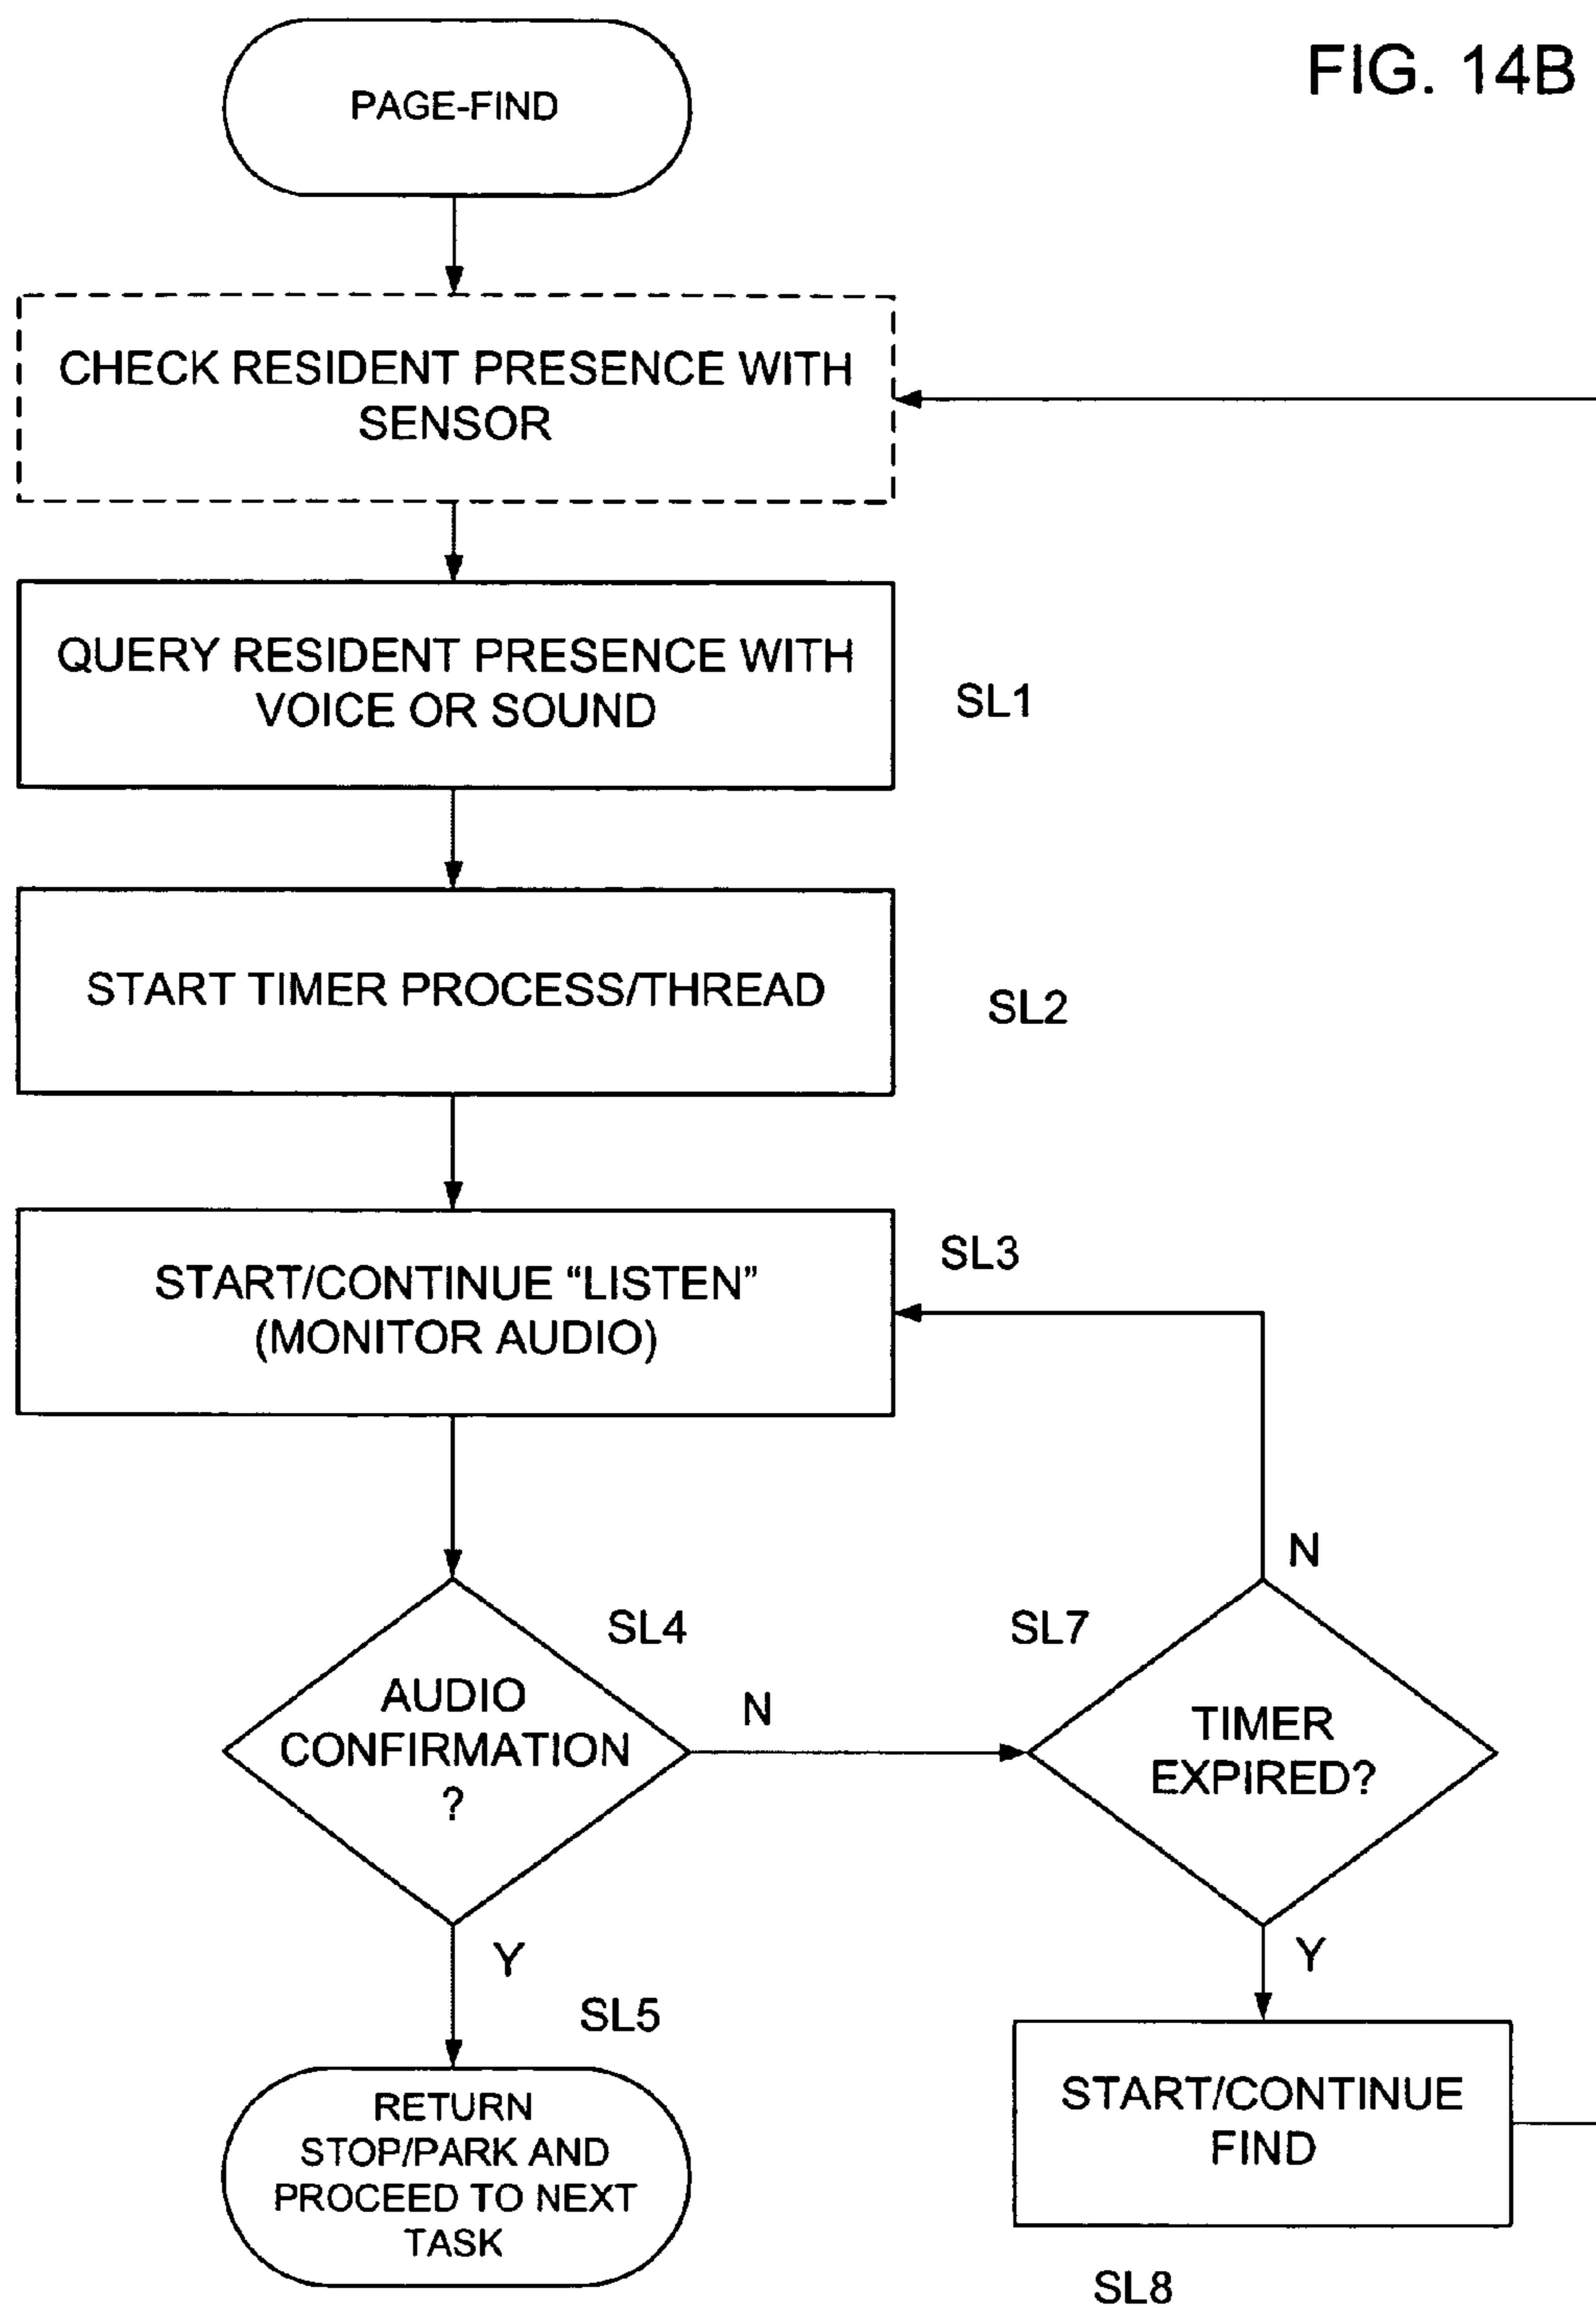 FIG. 14B
PAGE-FIND
CHECK RESIDENT PRESENCE WITH
SENSOR
QUERY RESIDENT PRESENCE WITH
VOICE OR SOUND
SL1
START TIMER PROCESS/THREAD
SL2
START/CONTINUE “LISTEN”
(MONITOR AUDIO)
SL3
N
SL4
SL7
AUDIO
CONFIRMATION
?
N
TIMER
EXPIRED?
Y
Y
SL5
RETURN
STOP/PARK AND
PROCEED TO NEXT
TASK
START/CONTINUE
FIND
SL8